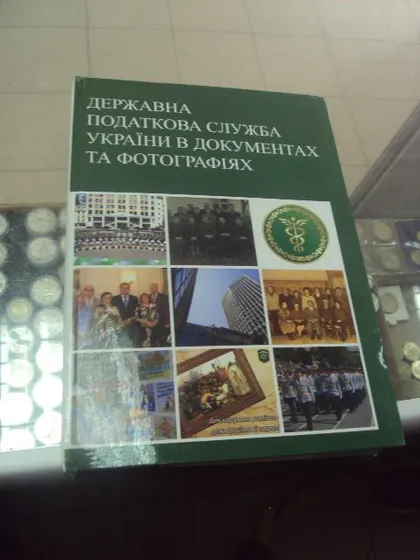 ДЕРЖАВНА
ПОДАТКОВА СЛУЖБА
УКРАЇНИ В ДОКУМЕНТАХ
ТА ФОТОГРАФІЯХ